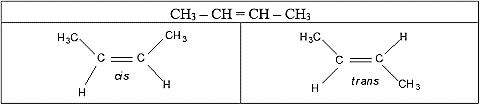 CH₃ – CH = CH – CH₃
H₃C CH₃
C = C
cis
H H
H₃C H
C = C
H trans CH₃